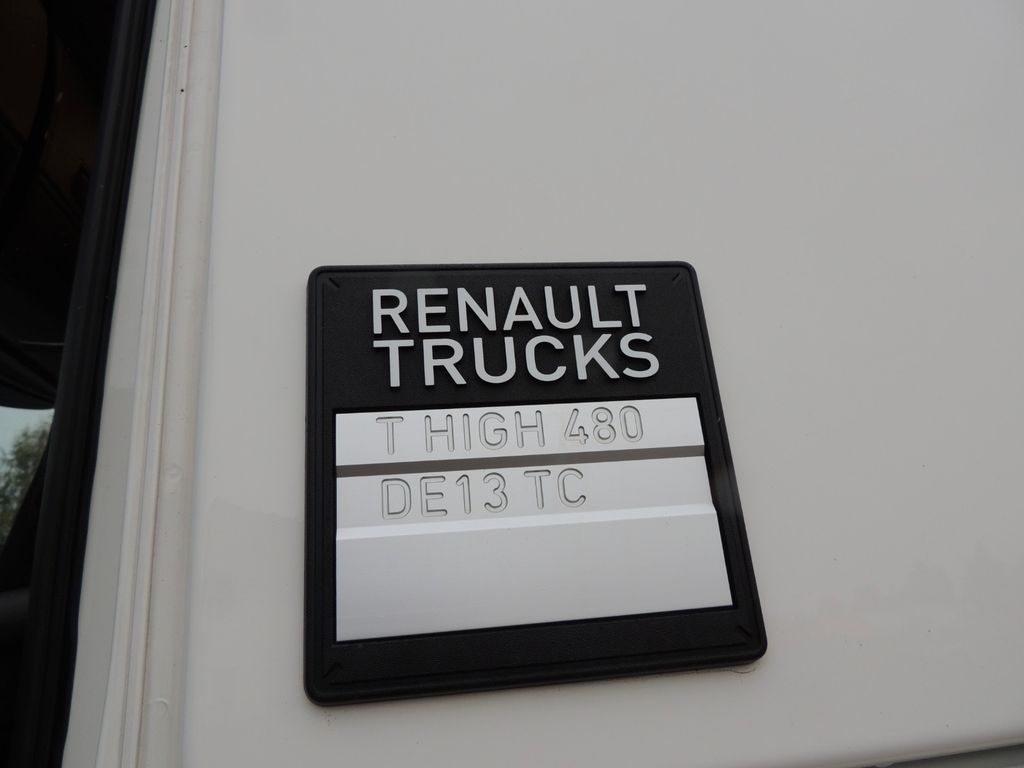 RENAULT
TRUCKS
T HIGH 480
DE13 TC